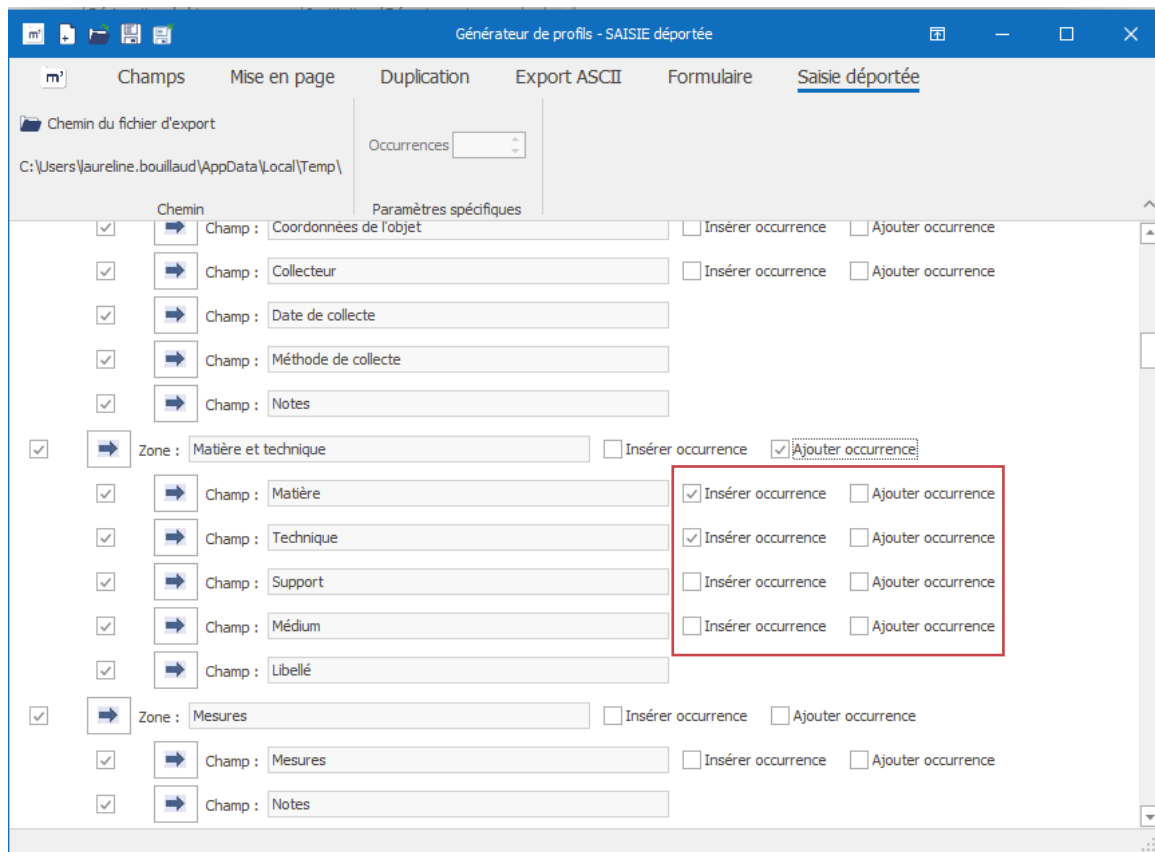 m³ Générateur de profils - SAISIE déportée
m³ Champs Mise en page Duplication Export ASCII Formulaire Saisie déportée
Chemin du fichier d'export
Occurrences
C:\Users\laureline.bouillaud\AppData\Local\Temp\
Chemin Paramètres spécifiques
Champ : Coordonnées de l'objet Insérer occurrence Ajouter occurrence
Champ : Collecteur Insérer occurrence Ajouter occurrence
Champ : Date de collecte
Champ : Méthode de collecte
Champ : Notes
Zone : Matière et technique Insérer occurrence Ajouter occurrence
Champ : Matière Insérer occurrence Ajouter occurrence
Champ : Technique Insérer occurrence Ajouter occurrence
Champ : Support Insérer occurrence Ajouter occurrence
Champ : Médium Insérer occurrence Ajouter occurrence
Champ : Libellé
Zone : Mesures Insérer occurrence Ajouter occurrence
Champ : Mesures Insérer occurrence Ajouter occurrence
Champ : Notes